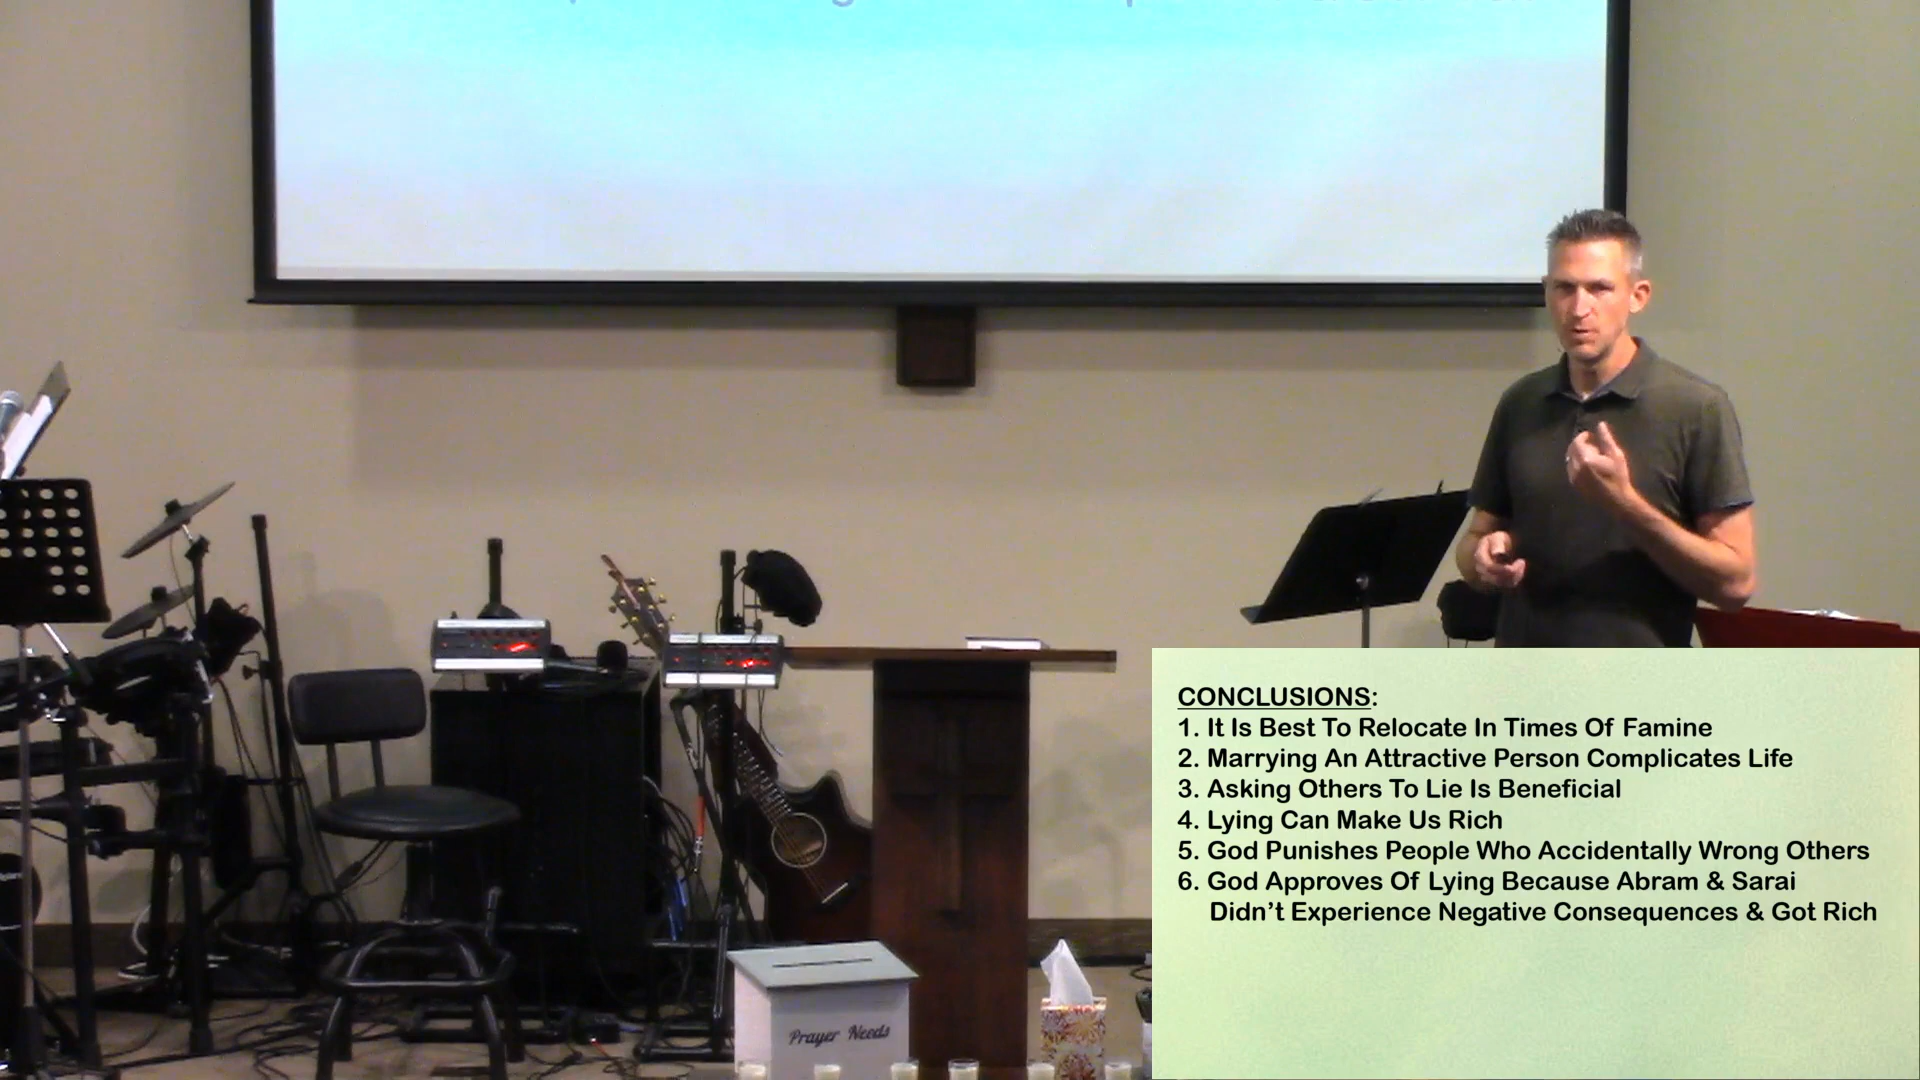 CONCLUSIONS:
1. It Is Best To Relocate In Times Of Famine
2. Marrying An Attractive Person Complicates Life
3. Asking Others To Lie Is Beneficial
4. Lying Can Make Us Rich
5. God Punishes People Who Accidentally Wrong Others
6. God Approves Of Lying Because Abram & Sarai
Didn't Experience Negative Consequences & Got Rich
Prayer Needs